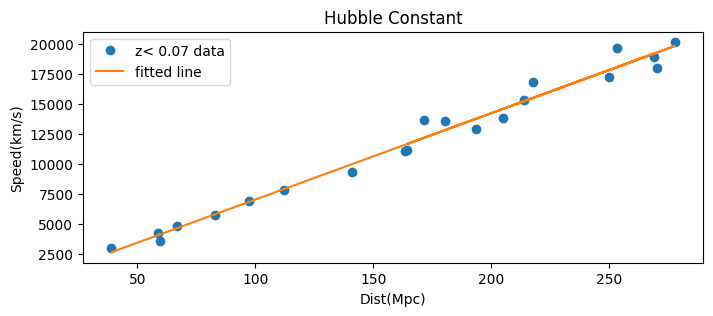 Hubble Constant
z< 0.07 data
fitted line
20000
17500
15000
12500
10000
7500
5000
2500
Speed(km/s)
50
100
150
200
250
Dist(Mpc)